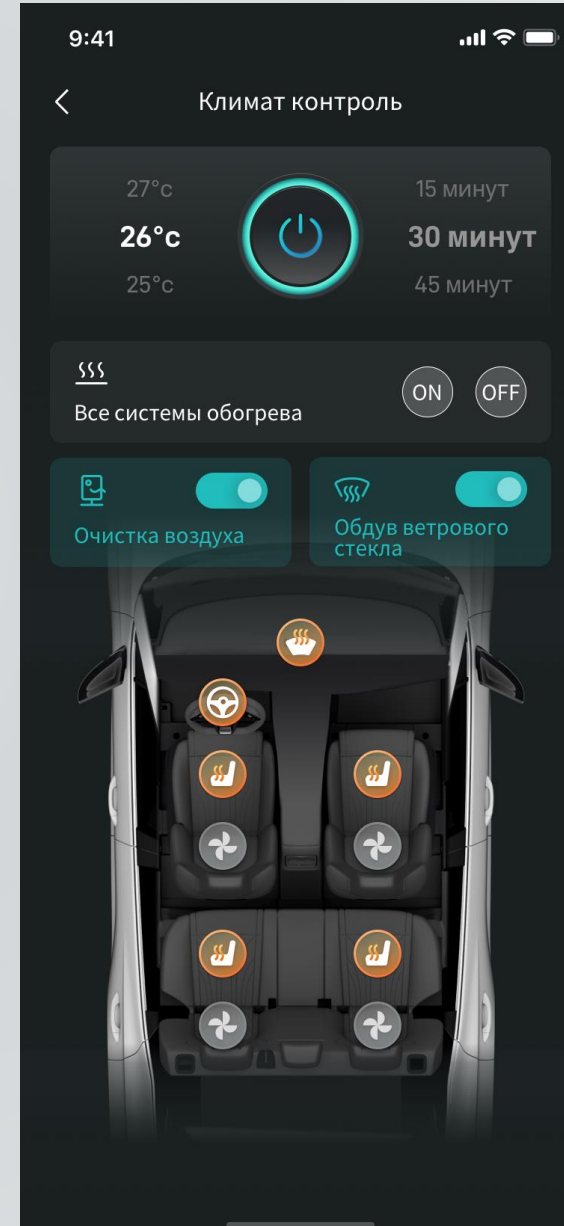 9:41
Климат контроль
27°c
15 минут
26°c
30 минут
25°c
45 минут
Все системы обогрева
ON
OFF
Очистка воздуха
Обдув ветрового
стекла